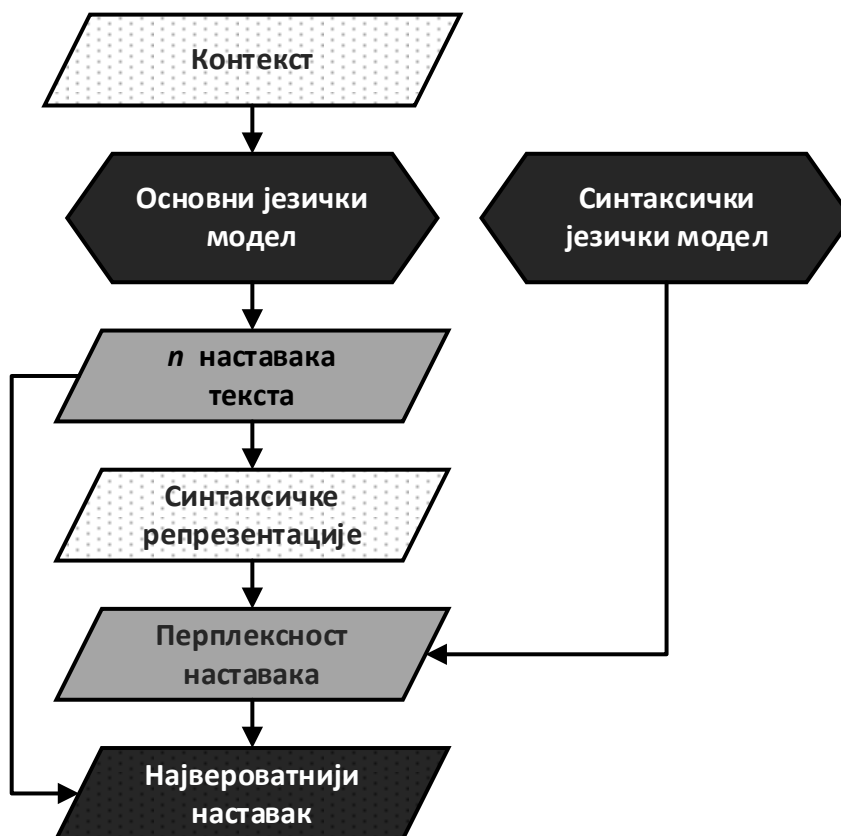 Контекст
Основни језички
модел
Синтаксички
језички модел
n наставака
текста
Синтаксичке
репрезентације
Перплексност
наставака
Највероватнији
наставак